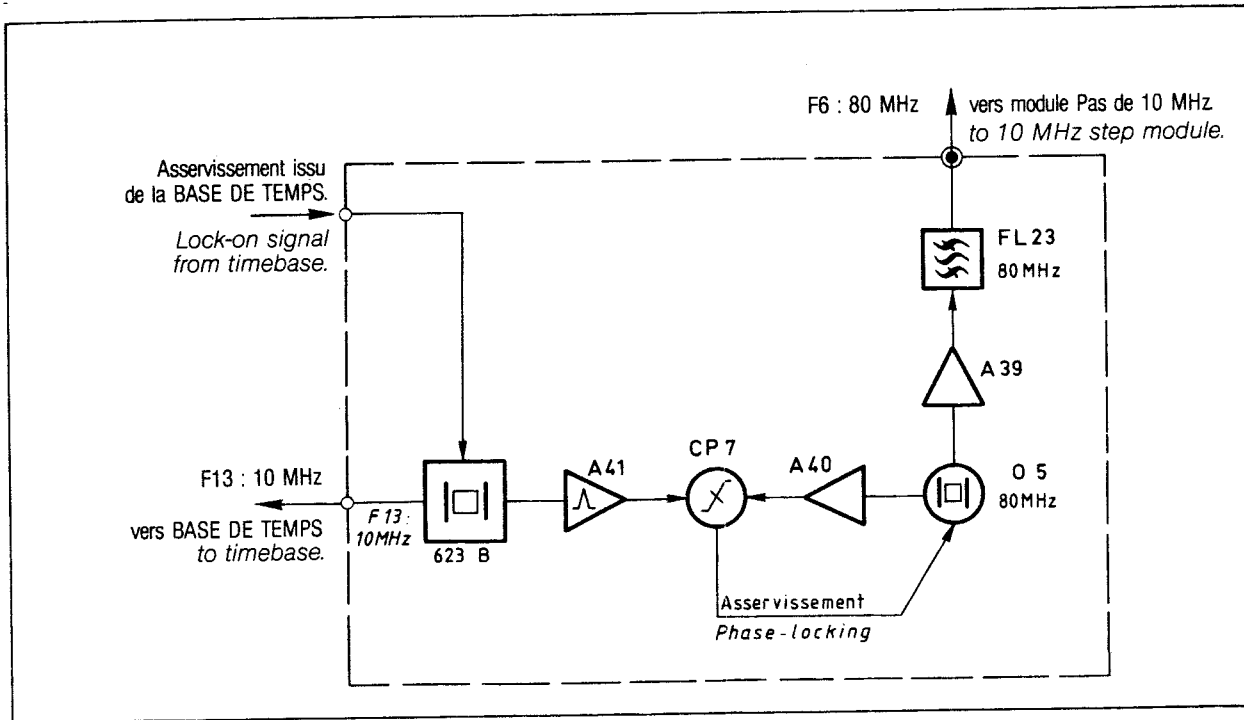 F6 : 80 MHz
vers module Pas de 10 MHz
to 10 MHz step module.
Asservissement issu
de la BASE DE TEMPS.
Lock-on signal
from timebase.
FL23
80MHz
A39
F13 : 10 MHz
vers BASE DE TEMPS
to timebase.
F13 :
10MHz
623 B
A41
CP7
A40
O 5
80MHz
Asservissement
Phase-locking